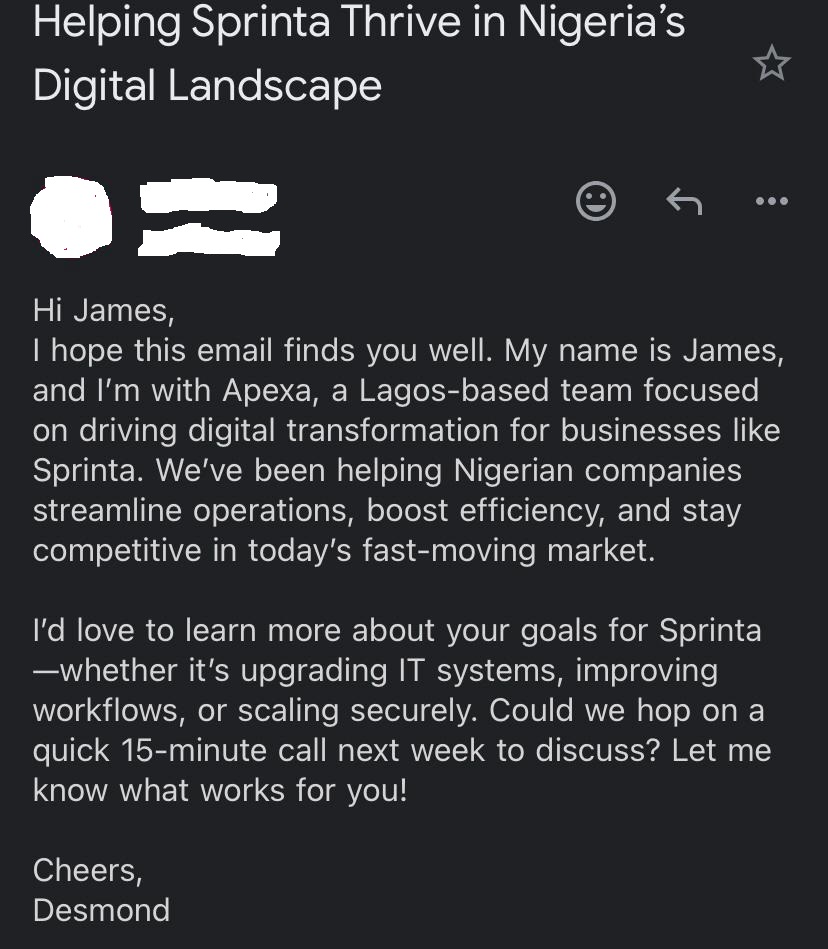 Helping Sprinta Thrive in Nigeria’s
Digital Landscape
Hi James,
I hope this email finds you well. My name is James,
and I’m with Apexa, a Lagos-based team focused
on driving digital transformation for businesses like
Sprinta. We’ve been helping Nigerian companies
streamline operations, boost efficiency, and stay
competitive in today’s fast-moving market.
I’d love to learn more about your goals for Sprinta
—whether it’s upgrading IT systems, improving
workflows, or scaling securely. Could we hop on a
quick 15-minute call next week to discuss? Let me
know what works for you!
Cheers,
Desmond